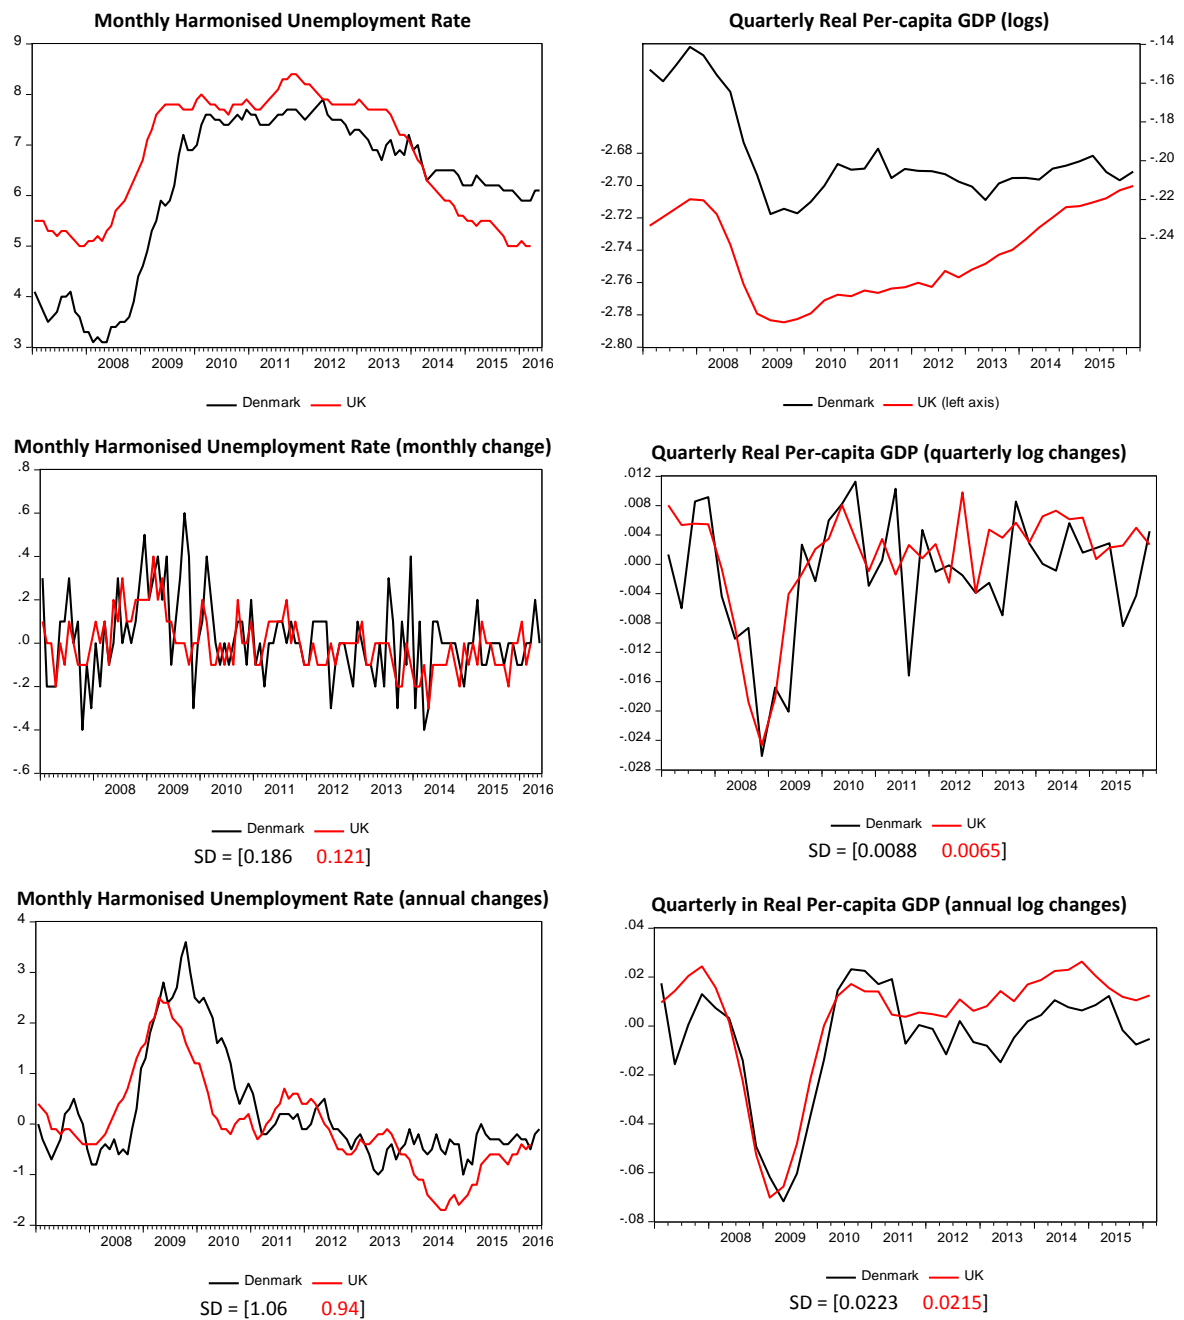 Monthly Harmonised Unemployment Rate
9
8
7
6
5
4
3
2008 2009 2010 2011 2012 2013 2014 2015 2016
Denmark UK
Quarterly Real Per-capita GDP (logs)
-2.68
-2.70
-2.72
-2.74
-2.76
-2.78
-2.80
-.14
-.16
-.18
-.20
-.22
-.24
2008 2009 2010 2011 2012 2013 2014 2015
Denmark UK (left axis)
Monthly Harmonised Unemployment Rate (monthly change)
.8
.6
.4
.2
.0
-.2
-.4
-.6
2008 2009 2010 2011 2012 2013 2014 2015 2016
Denmark UK
SD = [0.186 0.121]
Quarterly Real Per-capita GDP (quarterly log changes)
.012
.008
.004
.000
-.004
-.008
-.012
-.016
-.020
-.024
-.028
2008 2009 2010 2011 2012 2013 2014 2015
Denmark UK
SD = [0.0088 0.0065]
Monthly Harmonised Unemployment Rate (annual changes)
4
3
2
1
0
-1
-2
2008 2009 2010 2011 2012 2013 2014 2015 2016
Denmark UK
SD = [1.06 0.94]
Quarterly in Real Per-capita GDP (annual log changes)
.04
.02
.00
-.02
-.04
-.06
-.08
2008 2009 2010 2011 2012 2013 2014 2015
Denmark UK
SD = [0.0223 0.0215]